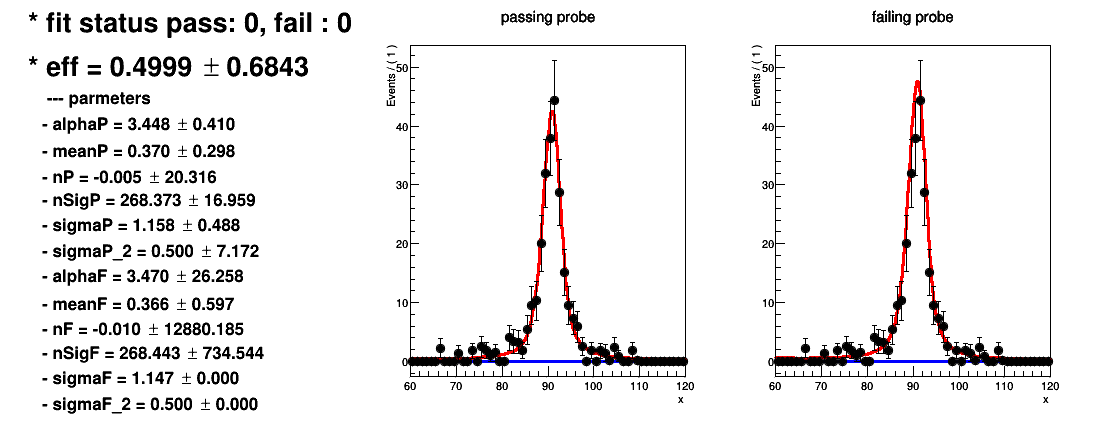 * fit status pass: 0, fail : 0
* eff = 0.4999 ± 0.6843
--- parmeters
- alphaP = 3.448 ± 0.410
- meanP = 0.370 ± 0.298
- nP = -0.005 ± 20.316
- nSigP = 268.373 ± 16.959
- sigmaP = 1.158 ± 0.488
- sigmaP_2 = 0.500 ± 7.172
- alphaF = 3.470 ± 26.258
- meanF = 0.366 ± 0.597
- nF = -0.010 ± 12880.185
- nSigF = 268.443 ± 734.544
- sigmaF = 1.147 ± 0.000
- sigmaF_2 = 0.500 ± 0.000
passing probe
Events / ( 1 )
50
40
30
20
10
0
60 70 80 90 100 110 120
x
failing probe
Events / ( 1 )
50
40
30
20
10
0
60 70 80 90 100 110 120
x